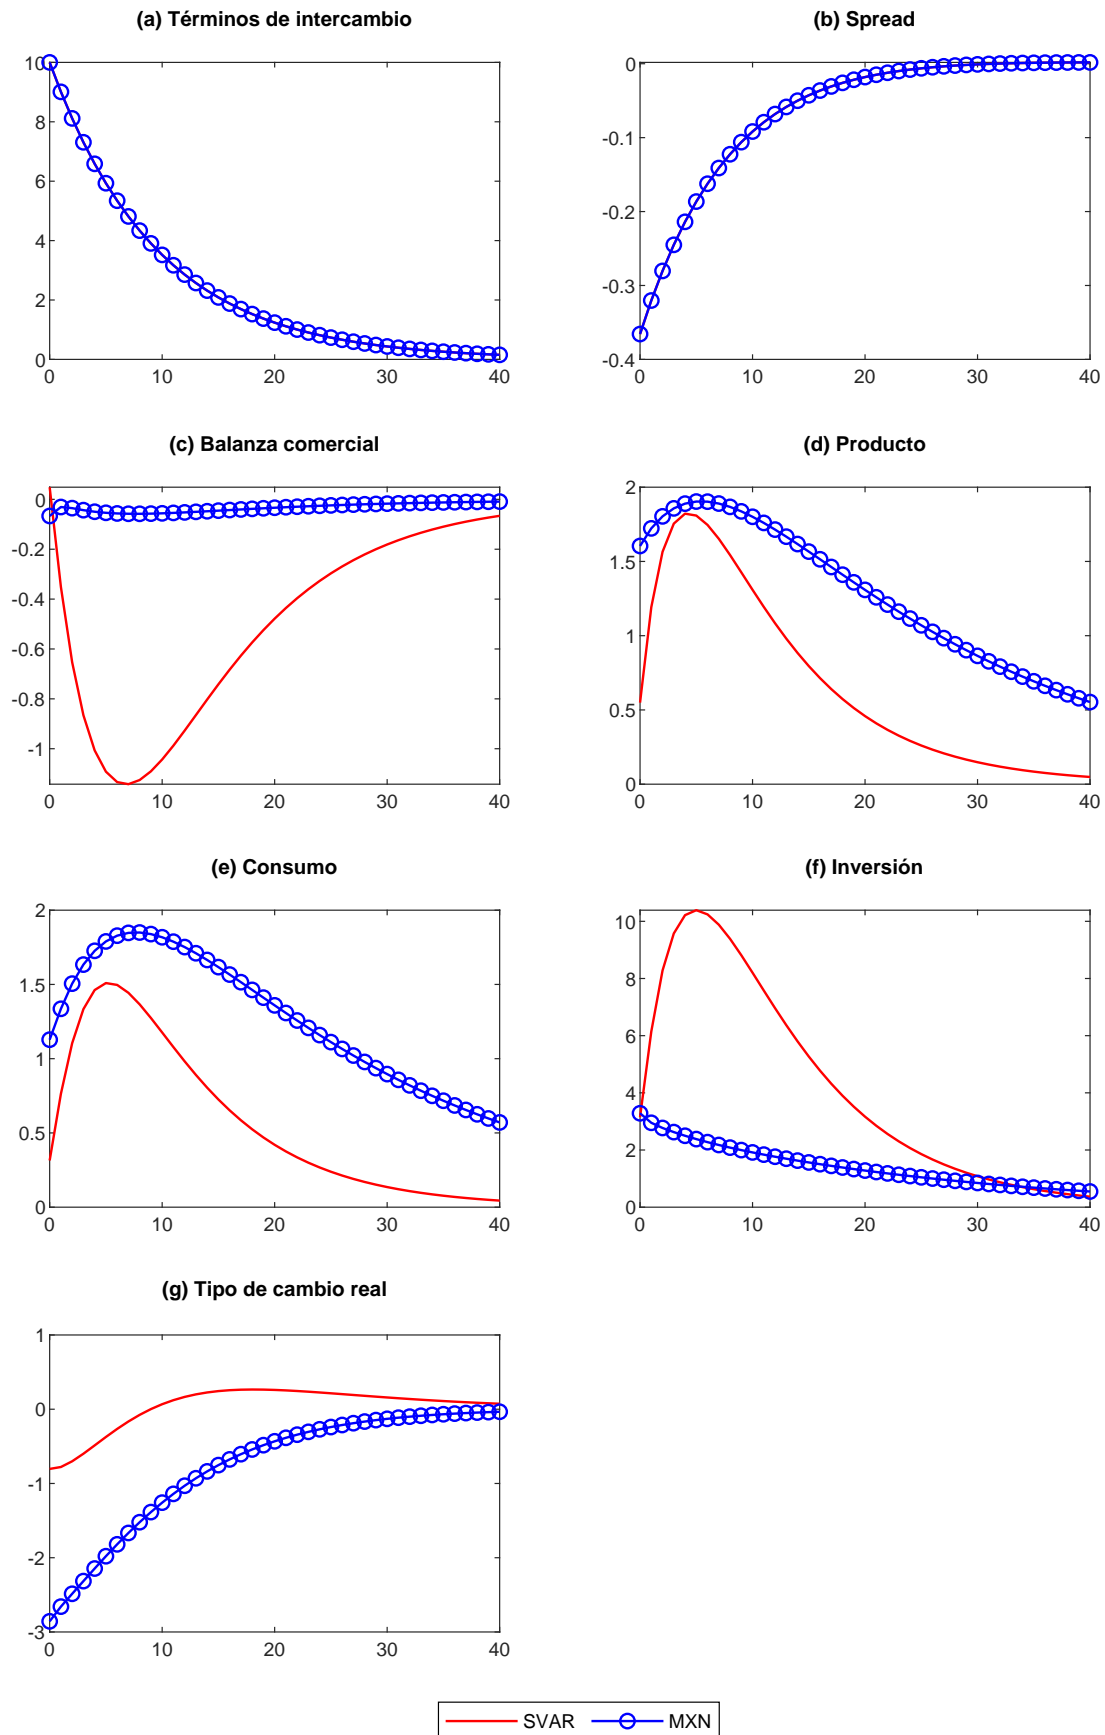 (a) Términos de intercambio
(b) Spread
10
8
6
4
2
0
0 10 20 30 40
0
-0.1
-0.2
-0.3
-0.4
0 10 20 30 40
(c) Balanza comercial
(d) Producto
0
-0.2
-0.4
-0.6
-0.8
-1
0 10 20 30 40
2
1.5
1
0.5
0
0 10 20 30 40
(e) Consumo
(f) Inversión
2
1.5
1
0.5
0
0 10 20 30 40
10
8
6
4
2
0
0 10 20 30 40
(g) Tipo de cambio real
1
0
-1
-2
-3
0 10 20 30 40
SVAR MXN